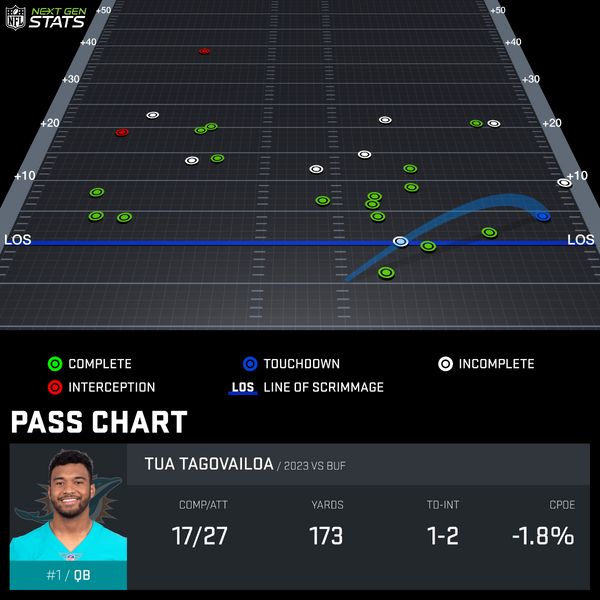 NFL NEXT GEN
STATS
+50 +50
+40 +40
+30 +30
+20 +20
+10 +10
LOS LOS
COMPLETE TOUCHDOWN INCOMPLETE
INTERCEPTION LOS LINE OF SCRIMMAGE
PASS CHART
TUA TAGOVAILOA / 2023 VS BUF
COMP/ATT YARDS TD-INT CPOE
17/27 173 1-2 -1.8%
#1 / QB